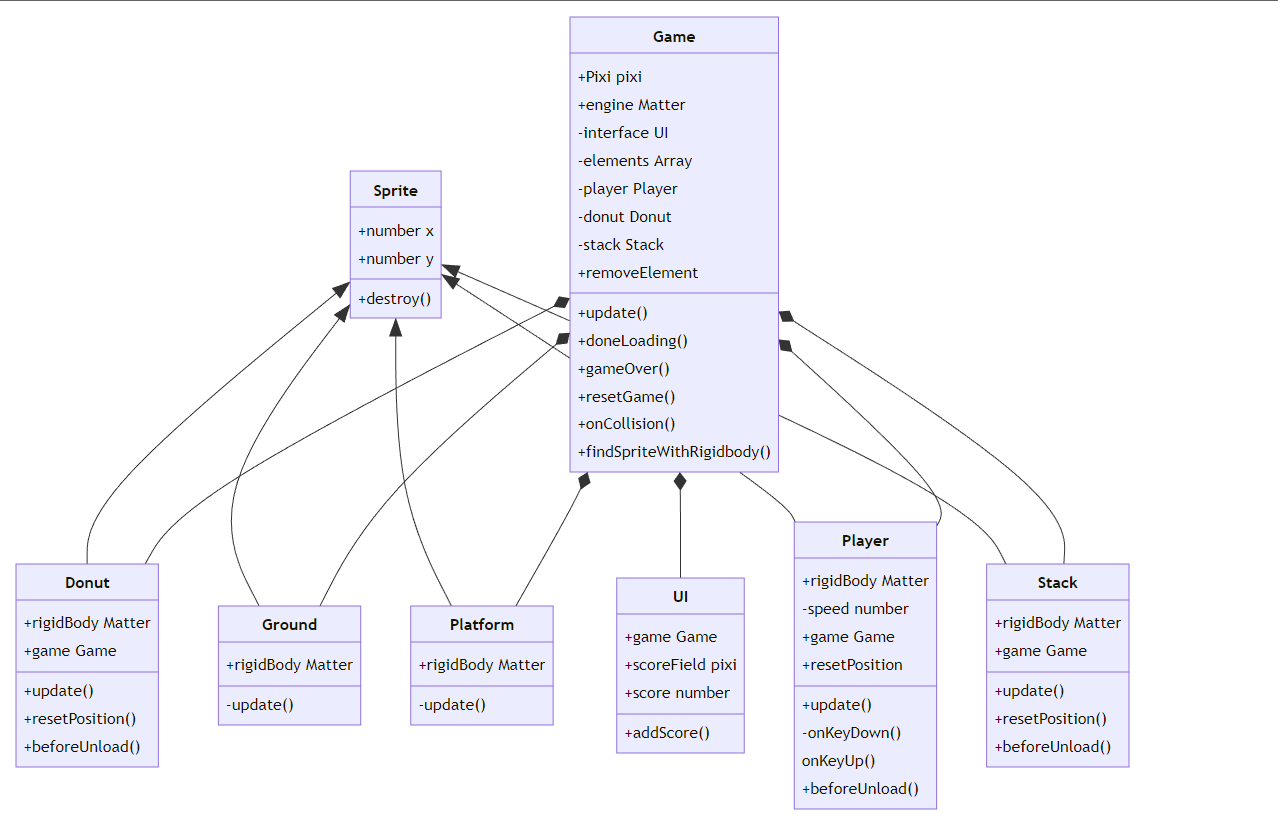 Game
+Pixi pixi
+engine Matter
-interface UI
-elements Array
-player Player
-donut Donut
-stack Stack
+removeElement
+update()
+doneLoading()
+gameOver()
+resetGame()
+onCollision()
+findSpriteWithRigidbody()
Sprite
+number x
+number y
+destroy()
Donut
+rigidBody Matter
+game Game
+update()
+resetPosition()
+beforeUnload()
Ground
+rigidBody Matter
-update()
Platform
+rigidBody Matter
-update()
UI
+game Game
+scoreField pixi
+score number
+addScore()
Player
+rigidBody Matter
-speed number
+game Game
+resetPosition
+update()
-onKeyDown()
onKeyUp()
+beforeUnload()
Stack
+rigidBody Matter
+game Game
+update()
+resetPosition()
+beforeUnload()